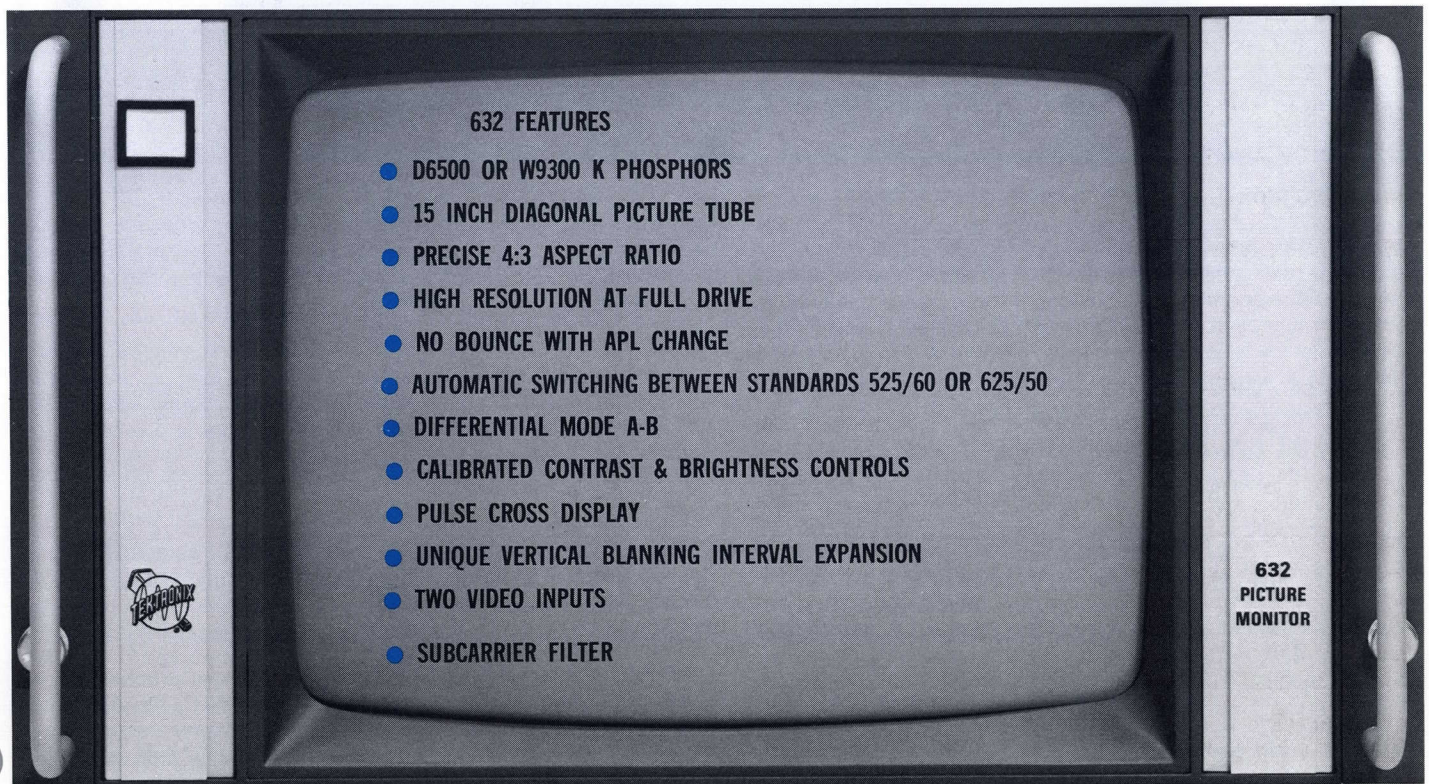 632 FEATURES
D6500 OR W9300 K PHOSPHORS
15 INCH DIAGONAL PICTURE TUBE
PRECISE 4:3 ASPECT RATIO
HIGH RESOLUTION AT FULL DRIVE
NO BOUNCE WITH APL CHANGE
AUTOMATIC SWITCHING BETWEEN STANDARDS 525/60 OR 625/50
DIFFERENTIAL MODE A-B
CALIBRATED CONTRAST & BRIGHTNESS CONTROLS
PULSE CROSS DISPLAY
UNIQUE VERTICAL BLANKING INTERVAL EXPANSION
TWO VIDEO INPUTS
SUBCARRIER FILTER
TEKTRONIX
632
PICTURE
MONITOR